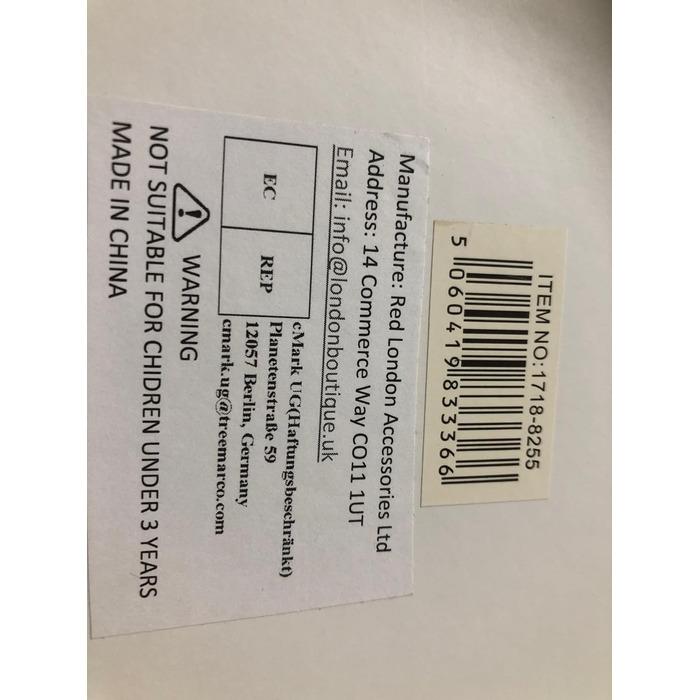 ITEM NO:1718-8255
5 060419 833366
Manufacture: Red London Accessories Ltd
Address: 14 Commerce Way CO11 1UT
Email: info@londonboutique.uk
EC REP
cMark UG(Haftungsbeschränkt)
Planetenstraße 59
12057 Berlin, Germany
cmark.ug@treemarco.com
WARNING
NOT SUITABLE FOR CHIDREN UNDER 3 YEARS
MADE IN CHINA